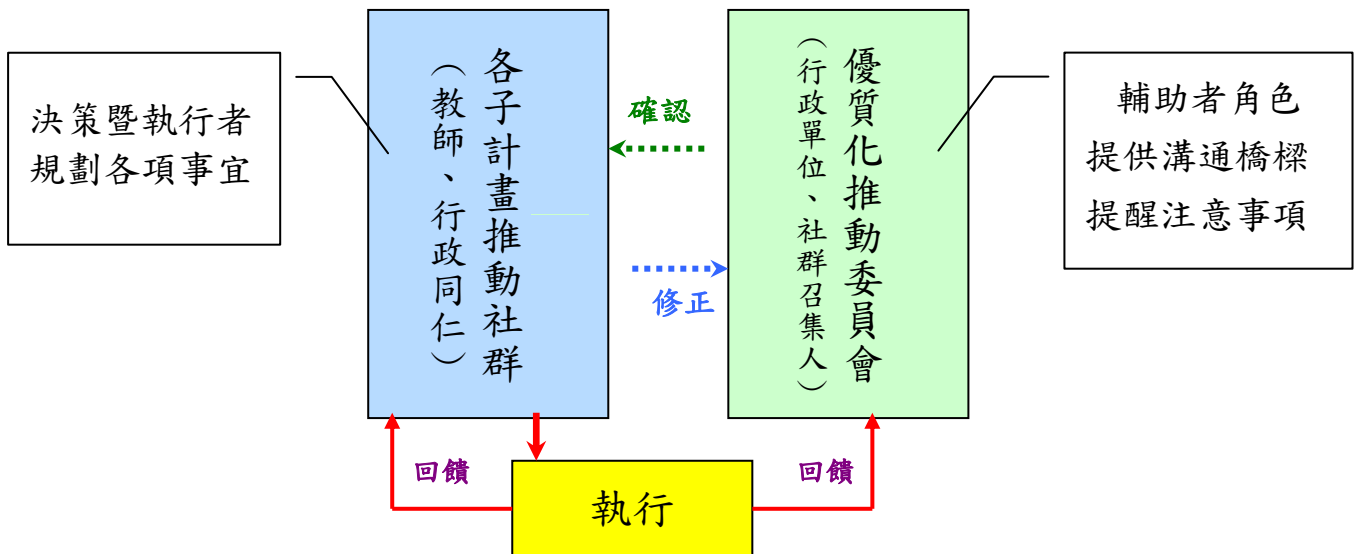 決策暨執行者
規劃各項事宜
各子計畫推動社群
（教師、行政同仁）
確認
修正
優質化推動委員會
（行政單位、社群召集人）
輔助者角色
提供溝通橋樑
提醒注意事項
回饋
執行
回饋